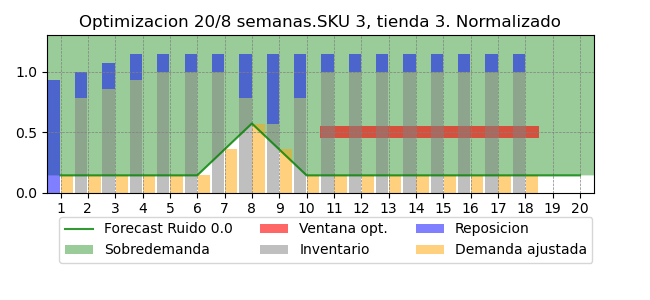 Optimizacion 20/8 semanas.SKU 3, tienda 3. Normalizado
1.0
0.5
0.0
1 2 3 4 5 6 7 8 9 10 11 12 13 14 15 16 17 18 19 20
Forecast Ruido 0.0 Ventana opt. Reposicion
Sobredemanda Inventario Demanda ajustada